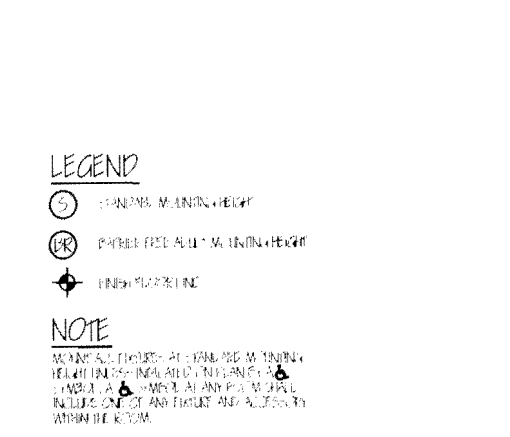 LEGEND
S STANDARD MOUNTING HEIGHT
BR BARRIER FREE ADULT MOUNTING HEIGHT
FINISH FLOOR LINE
NOTE
MOUNT ALL FIXTURES AT STANDARD MOUNTING
HEIGHT UNLESS INDICATED ON PLAN BY A
SYMBOL. A SYMBOL AT ANY ROOM SHALL
INCLUDE ONE OF ANY FIXTURE AND ACCESSORY
WITHIN THE ROOM.